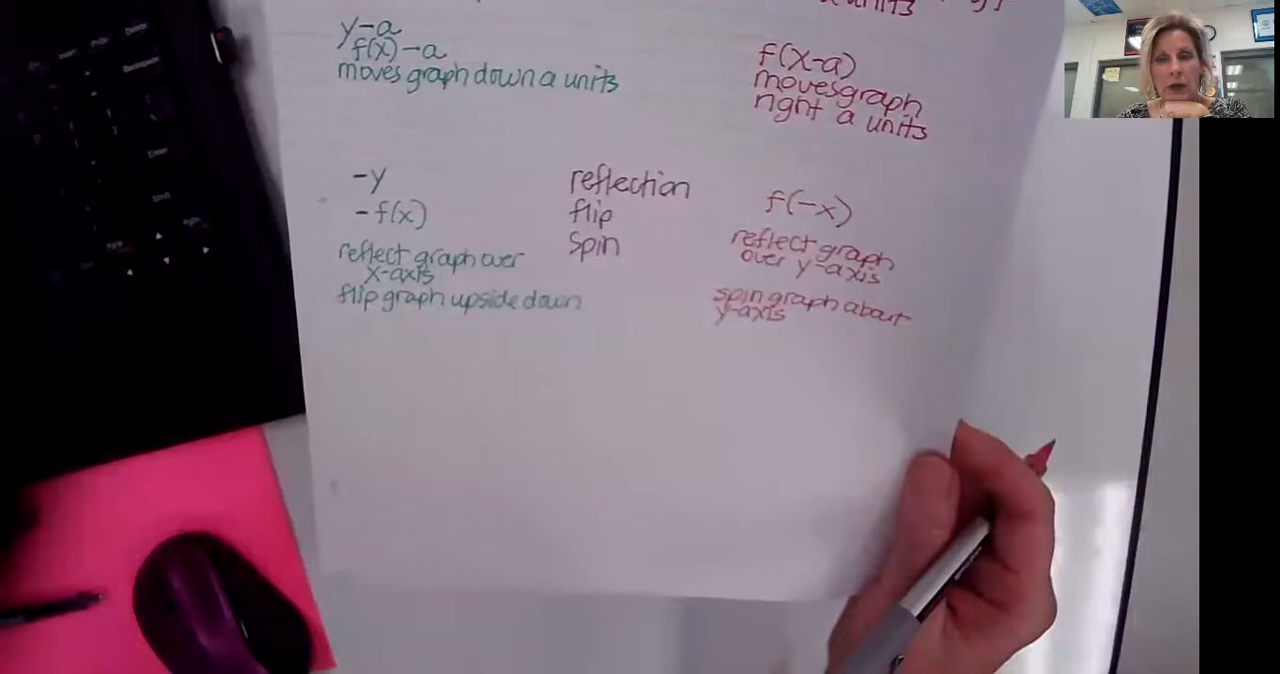 units
y-a
f(x)-a
moves graph down a units
f(x-a)
moves graph
right a units
-y
-f(x)
reflect graph over
x-axis
flip graph upside down
reflection
flip
spin
f(-x)
reflect graph
over y-axis
spin graph about
y-axis